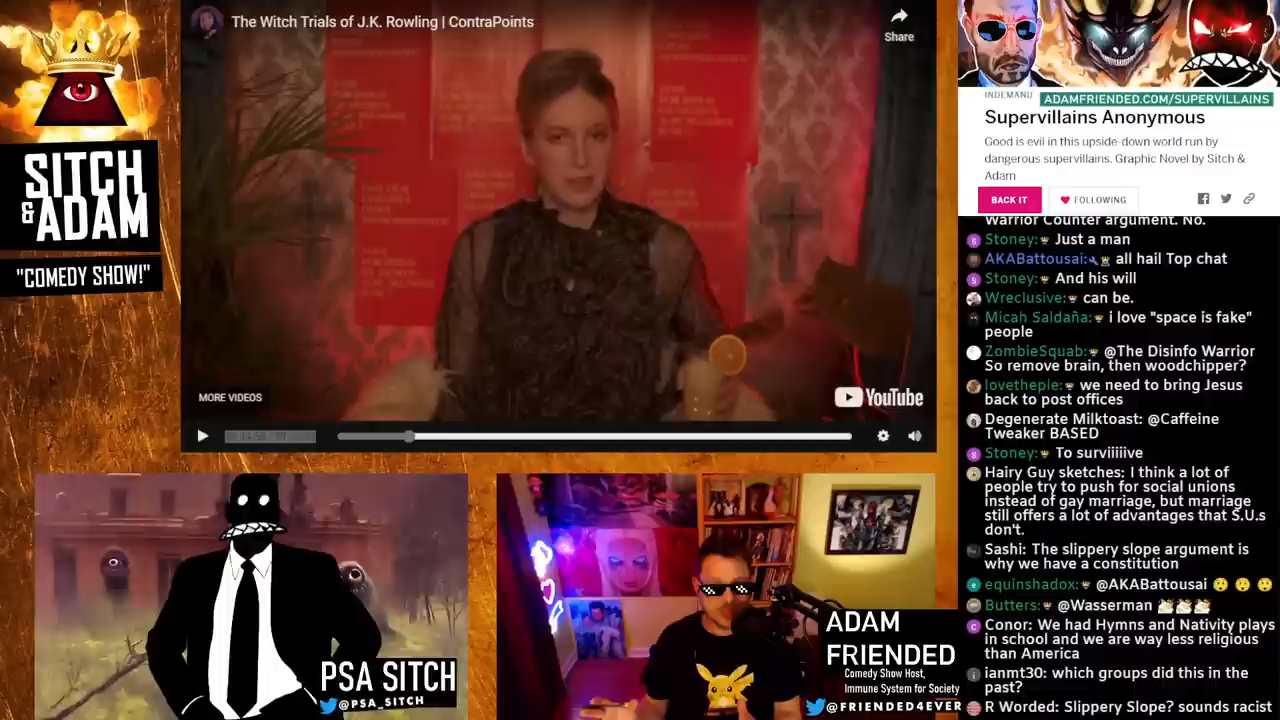 The Witch Trials of J.K. Rowling | ContraPoints
Share
MORE VIDEOS
YouTube
SITCH
& ADAM
"COMEDY SHOW!"
PSA SITCH
@PSA_SITCH
ADAM
FRIENDED
Comedy Show Host,
Immune System for Society
@FRIENDED4EVER
INDEMAND
ADAMFRIENDED.COM/SUPERVILLAINS
Supervillains Anonymous
Good is evil in this upside-down world run by
dangerous supervillains. Graphic Novel by Sitch &
Adam
BACK IT
FOLLOWING
Warrior Counter argument. No.
Stoney: Just a man
AKABattousai: all hail Top chat
Stoney: And his will
Wreclusive: can be.
Micah Saldaña: i love "space is fake"
people
ZombieSquab: @The Disinfo Warrior
So remove brain, then woodchipper?
lovetheple: we need to bring Jesus
back to post offices
Degenerate Milktoast: @Caffeine
Tweaker BASED
Stoney: To surviiiiive
Hairy Guy sketches: I think a lot of
people try to push for social unions
instead of gay marriage, but marriage
still offers a lot of advantages that S.U.s
don't.
Sashi: The slippery slope argument is
why we have a constitution
equinshadox: @AKABattousai 😲 😲 😲
Butters: @Wasserman
Conor: We had Hymns and Nativity plays
in school and we are way less religious
than America
ianmt30: which groups did this in the
past?
R Worded: Slippery Slope? sounds racist